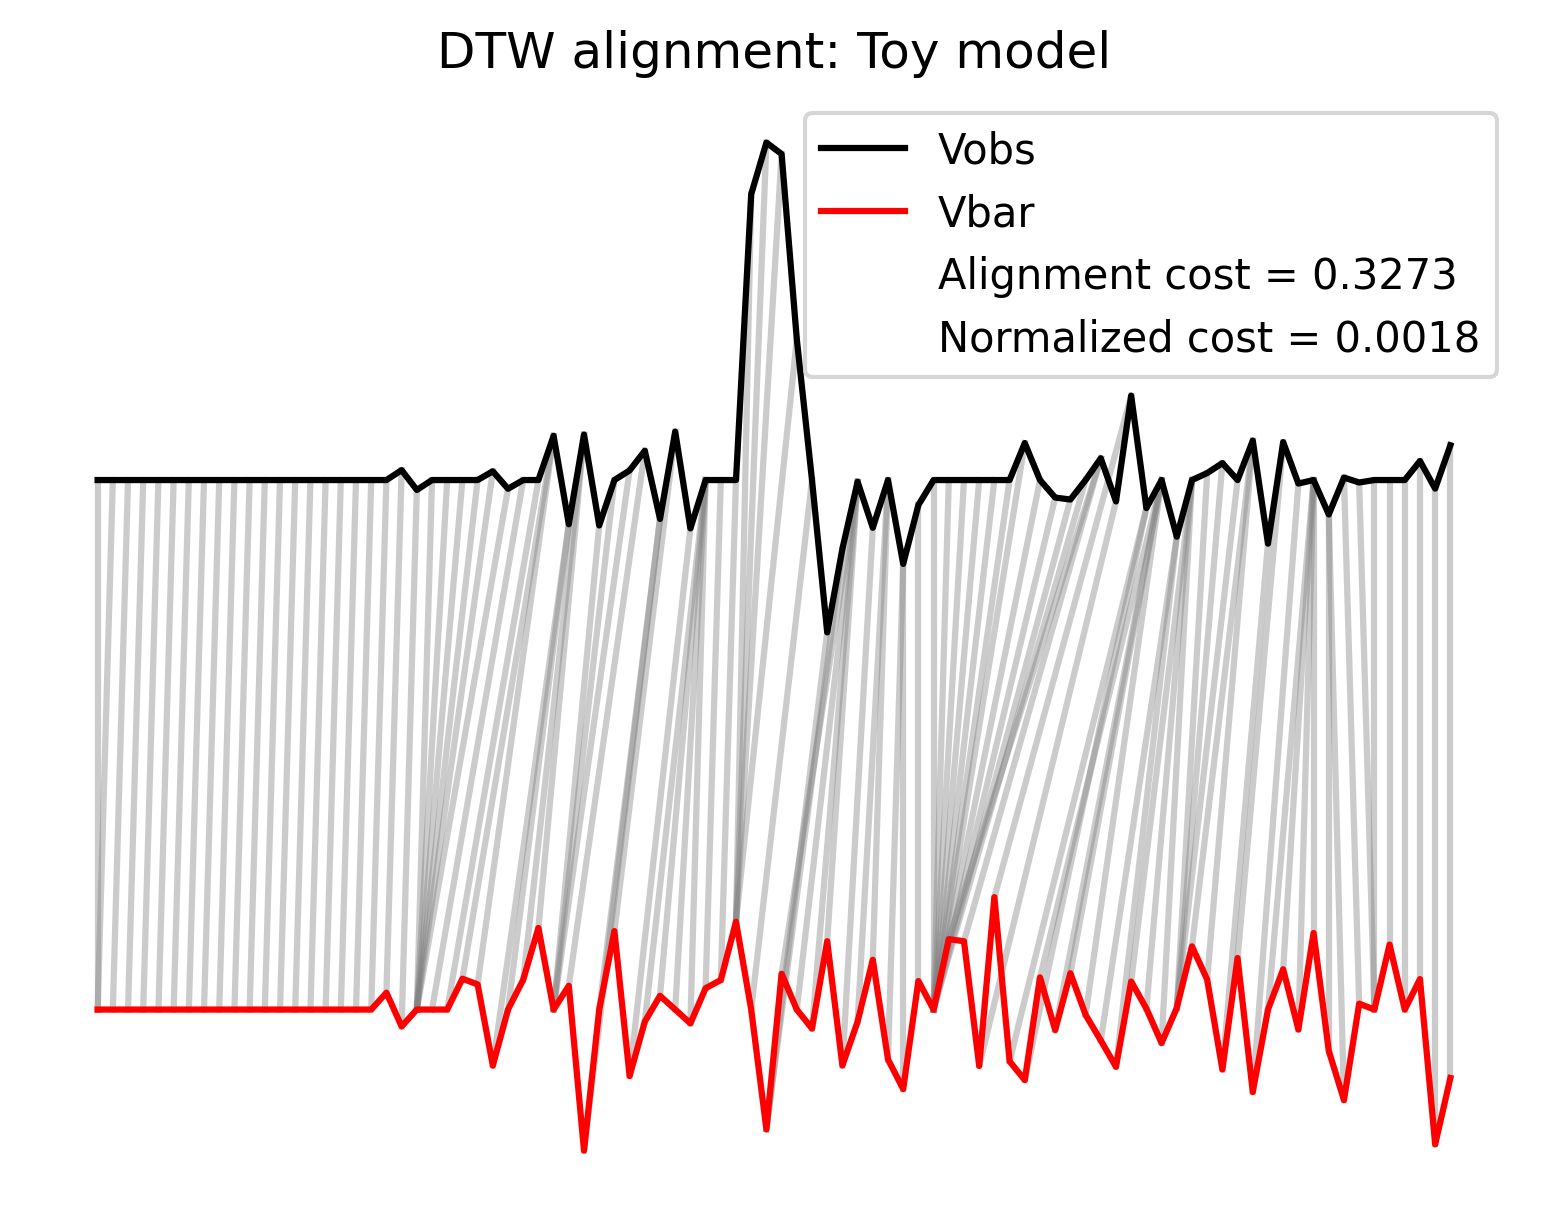 DTW alignment: Toy model
Vobs
Vbar
Alignment cost = 0.3273
Normalized cost = 0.0018